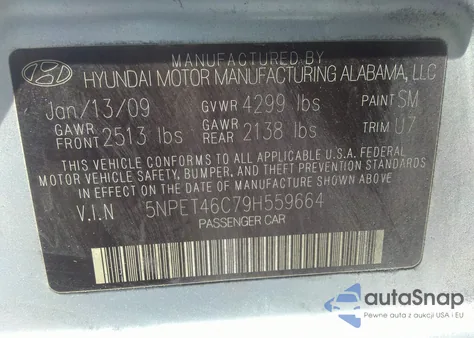 MANUFACTURED BY
HYUNDAI MOTOR MANUFACTURING ALABAMA, LLC
Jan/13/09 GVWR 4299 lbs PAINT SM
GAWR FRONT 2513 lbs GAWR REAR 2138 lbs TRIM U7
THIS VEHICLE CONFORMS TO ALL APPLICABLE U.S.A. FEDERAL
MOTOR VEHICLE SAFETY, BUMPER, AND THEFT PREVENTION STANDARDS
IN EFFECT ON THE DATE OF MANUFACTURE SHOWN ABOVE.
V.I.N 5NPET46C79H559664
PASSENGER CAR
autoSnap
Auto z aukcji USA i EU